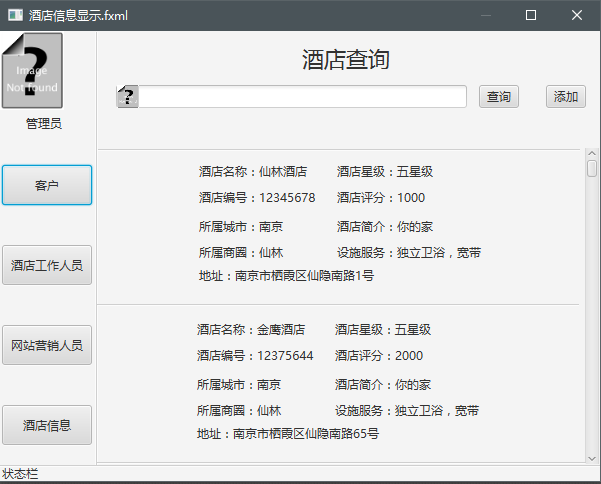 酒店信息显示.fxml
Image
Not found
管理员
客户
酒店工作人员
网站营销人员
酒店信息
酒店查询
查询
添加
酒店名称：仙林酒店 酒店星级：五星级
酒店编号：12345678 酒店评分：1000
所属城市：南京 酒店简介：你的家
所属商圈：仙林 设施服务：独立卫浴，宽带
地址：南京市栖霞区仙隐南路1号
酒店名称：金鹰酒店 酒店星级：五星级
酒店编号：12375644 酒店评分：2000
所属城市：南京 酒店简介：你的家
所属商圈：仙林 设施服务：独立卫浴，宽带
地址：南京市栖霞区仙隐南路65号
状态栏